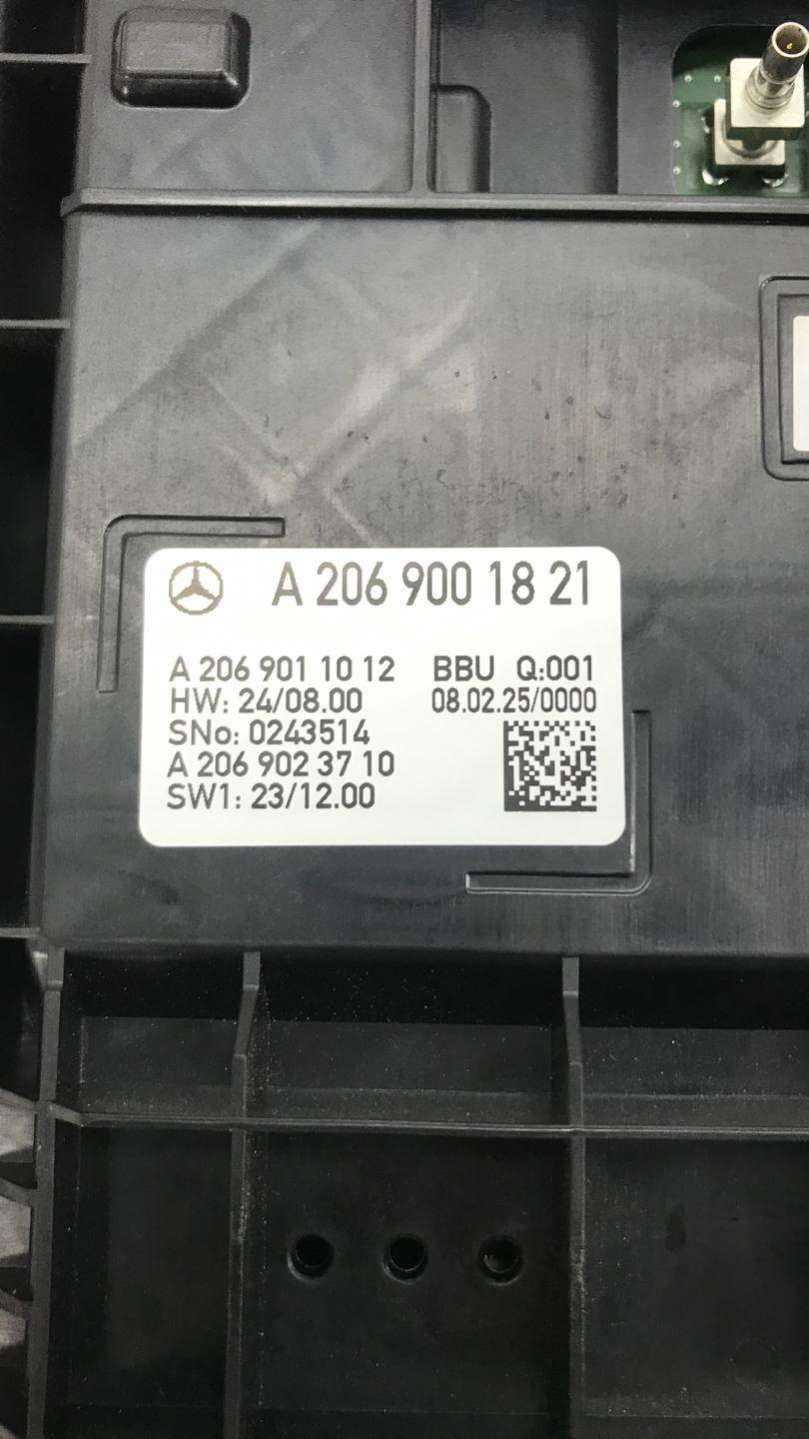 A 206 900 18 21
A 206 901 10 12 BBU Q:001
HW: 24/08.00 08.02.25/0000
SNo: 0243514
A 206 902 37 10
SW1: 23/12.00